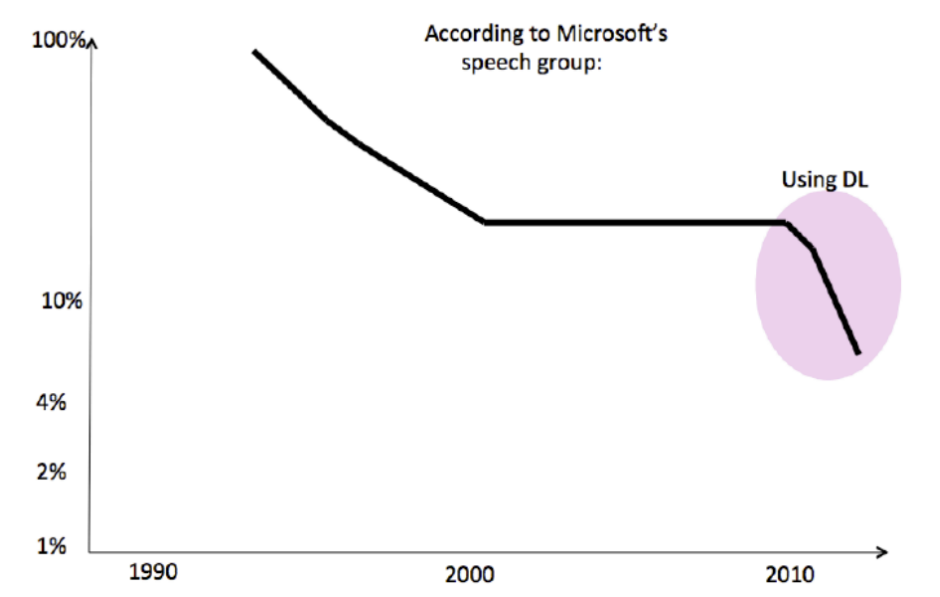 According to Microsoft's
speech group:
100%
Using DL
10%
4%
2%
1%
1990
2000
2010